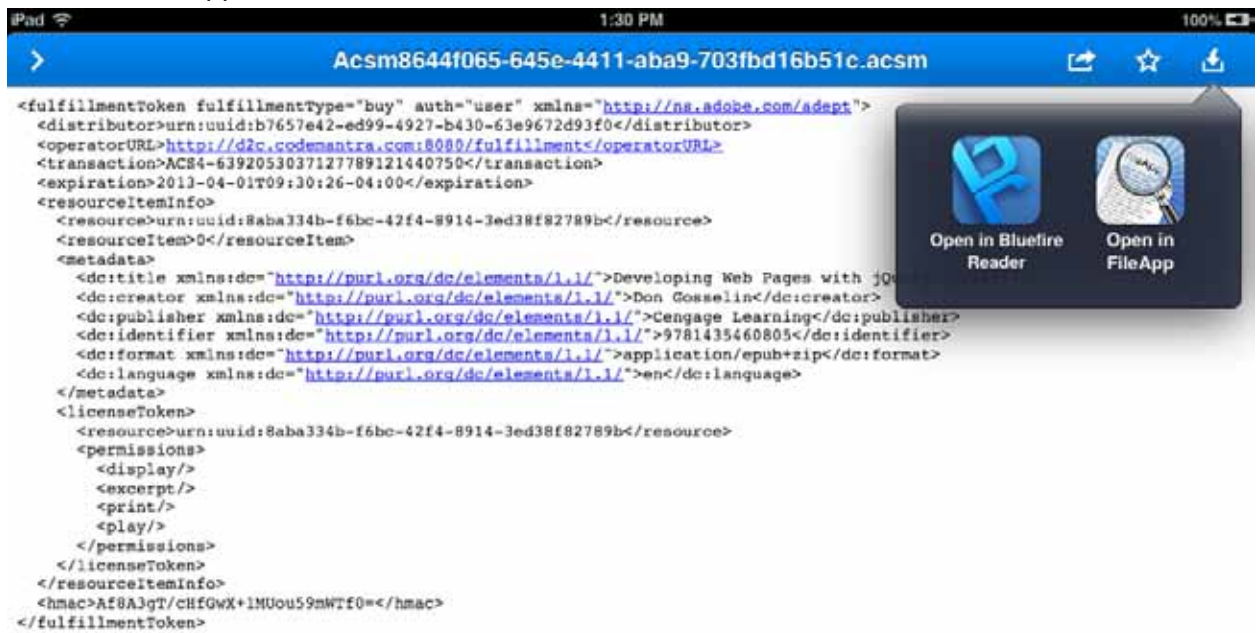 iPad 1:30 PM 100%
Acsm8644f065-645e-4411-aba9-703fbd16b51c.acsm
<fulfillmentToken fulfillmentType="buy" auth="user" xmlns="http://ns.adobe.com/adept">
<distributor>urn:uuid:b7657e42-ed99-4927-b430-63e9672d93f0</distributor>
<operatorURL>http://d2c.codemantra.com:8080/fulfillment</operatorURL>
<transaction>ACS4-6392053037127789121440750</transaction>
<expiration>2013-04-01T09:30:26-04:00</expiration>
<resourceItemInfo>
<resource>urn:uuid:8aba334b-f6bc-42f4-8914-3ed38f82789b</resource>
<resourceItem>0</resourceItem>
<metadata>
<dc:title xmlns:dc="http://purl.org/dc/elements/1.1/">Developing Web Pages with
<dc:creator xmlns:dc="http://purl.org/dc/elements/1.1/">Don Gosselin</dc:creator>
<dc:publisher xmlns:dc="http://purl.org/dc/elements/1.1/">Cengage Learning</dc:publisher>
<dc:identifier xmlns:dc="http://purl.org/dc/elements/1.1/">9781435460805</dc:identifier>
<dc:format xmlns:dc="http://purl.org/dc/elements/1.1/">application/epub+zip</dc:format>
<dc:language xmlns:dc="http://purl.org/dc/elements/1.1/">en</dc:language>
</metadata>
<licenseToken>
<resource>urn:uuid:8aba334b-f6bc-42f4-8914-3ed38f82789b</resource>
<permissions>
<display/>
<excerpt/>
<print/>
<play/>
</permissions>
</licenseToken>
</resourceItemInfo>
<hmac>Af8A3gT/cHfGwX+1MUou59mWTf0=</hmac>
</fulfillmentToken>
Open in Bluefire
Reader
Open in
FileApp